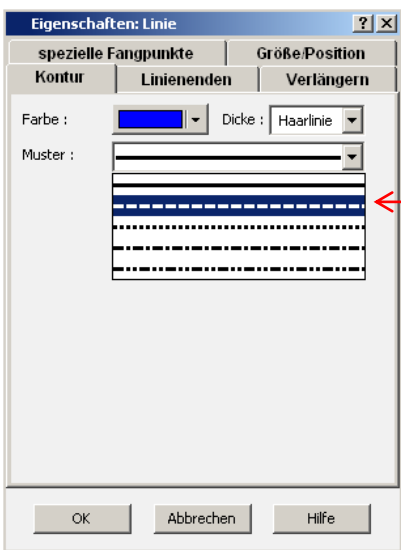 Eigenschaften: Linie
spezielle Fangpunkte Größe/Position
Kontur Linienenden Verlängern
Farbe : Dicke : Haarlinie
Muster :
OK Abbrechen Hilfe